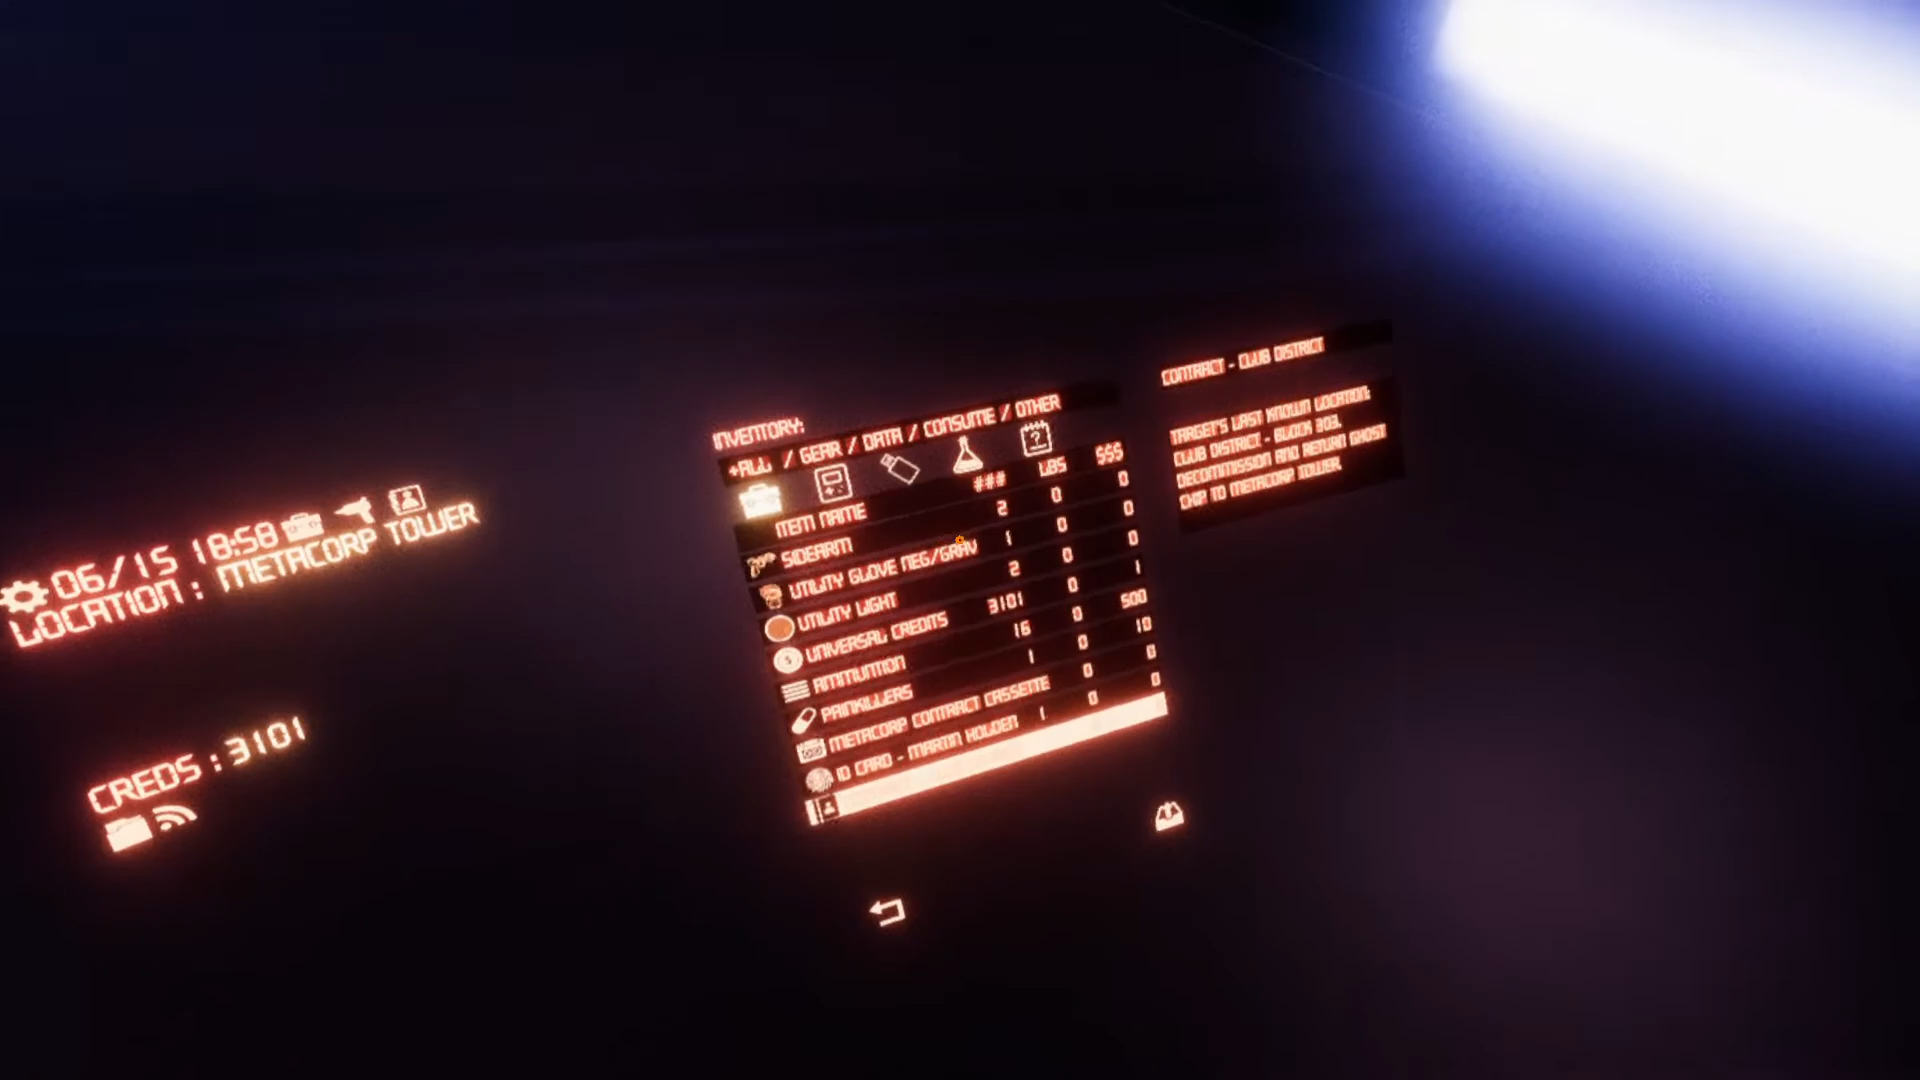 06/15 18:58
LOCATION : METACORP TOWER
CREDS : 3101
INVENTORY:
+ALL / GEAR / DATA / CONSUME / OTHER
ITEM NAME ### LBS $$$
SIDEARM 2 0 0
UTILITY GLOVE NEG/GRAV 1 0 0
UTILITY LIGHT 2 0 0
UNIVERSAL CREDITS 3101 0 1
AMMUNITION 16 0 500
PAINKILLERS 1 0 10
METACORP CONTRACT CASSETTE 0 0
ID CARD - MARTIN HOLDEN 1 0 0
CONTRACT - CLUB DISTRICT
TARGET'S LAST KNOWN LOCATION:
CLUB DISTRICT - BLOCK 303.
DECOMMISSION AND RETURN GHOST
CHIP TO METACORP TOWER.